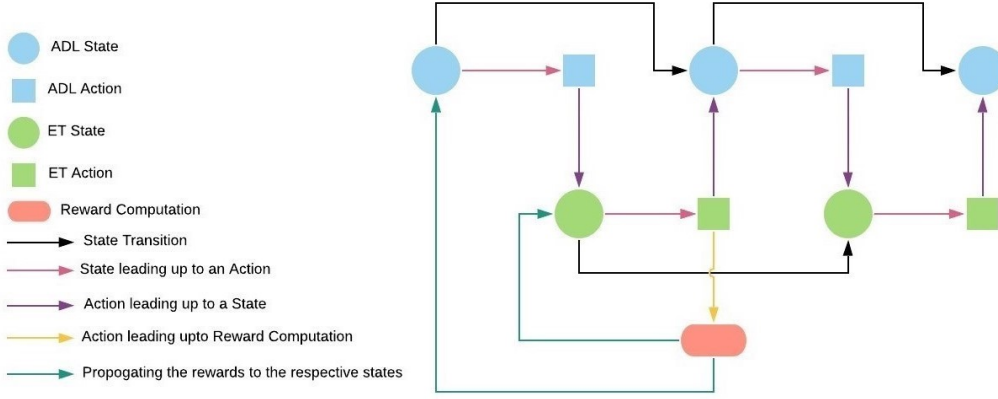 ADL State
ADL Action
ET State
ET Action
Reward Computation
State Transition
State leading up to an Action
Action leading up to a State
Action leading upto Reward Computation
Propogating the rewards to the respective states